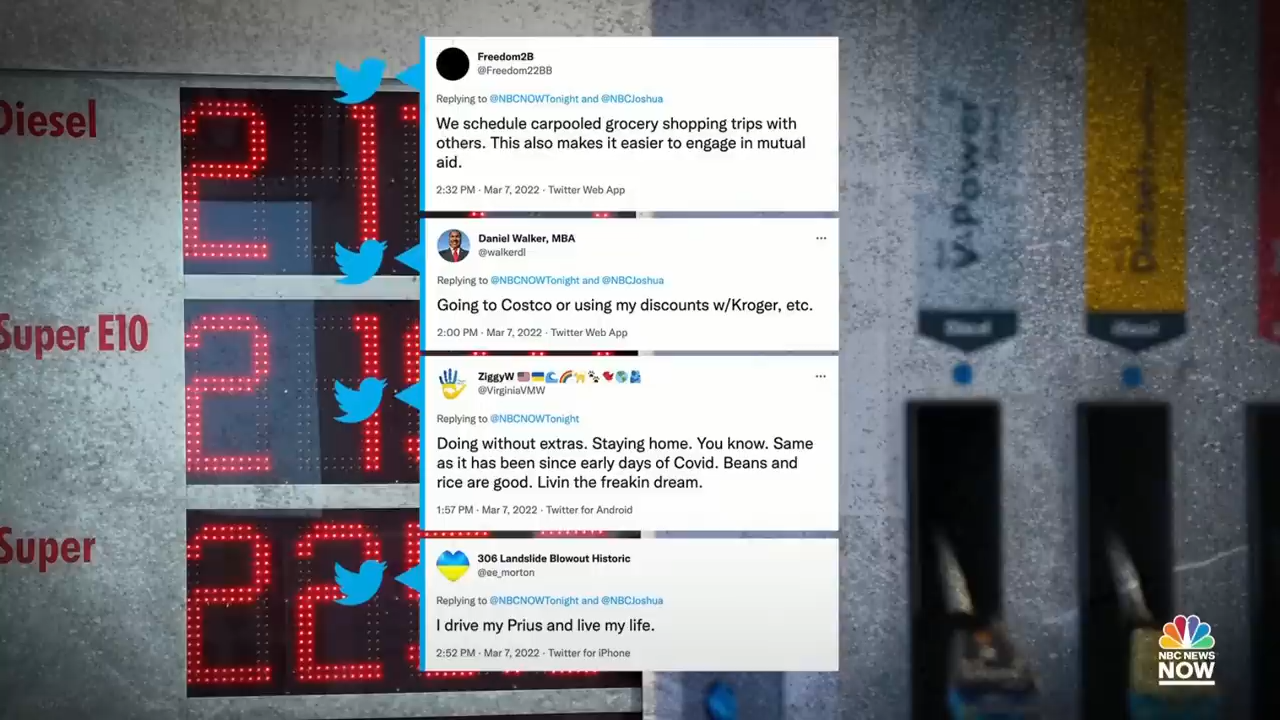 Diesel
21
Super E10
21
Super
22
Freedom2B
@Freedom22BB
Replying to @NBCNOWTonight and @NBCJoshua
We schedule carpooled grocery shopping trips with
others. This also makes it easier to engage in mutual
aid.
2:32 PM · Mar 7, 2022 · Twitter Web App
Daniel Walker, MBA
@walkerdl
Replying to @NBCNOWTonight and @NBCJoshua
Going to Costco or using my discounts w/Kroger, etc.
2:00 PM · Mar 7, 2022 · Twitter Web App
ZiggyW 🇺🇸🇺🇦🌊🌈🐕🐾
@VirginiaVMW
Replying to @NBCNOWTonight
Doing without extras. Staying home. You know. Same
as it has been since early days of Covid. Beans and
rice are good. Livin the freakin dream.
1:57 PM · Mar 7, 2022 · Twitter for Android
306 Landslide Blowout Historic
@ee_morton
Replying to @NBCNOWTonight and @NBCJoshua
I drive my Prius and live my life.
2:52 PM · Mar 7, 2022 · Twitter for iPhone
V-Power
NBC NEWS
NOW